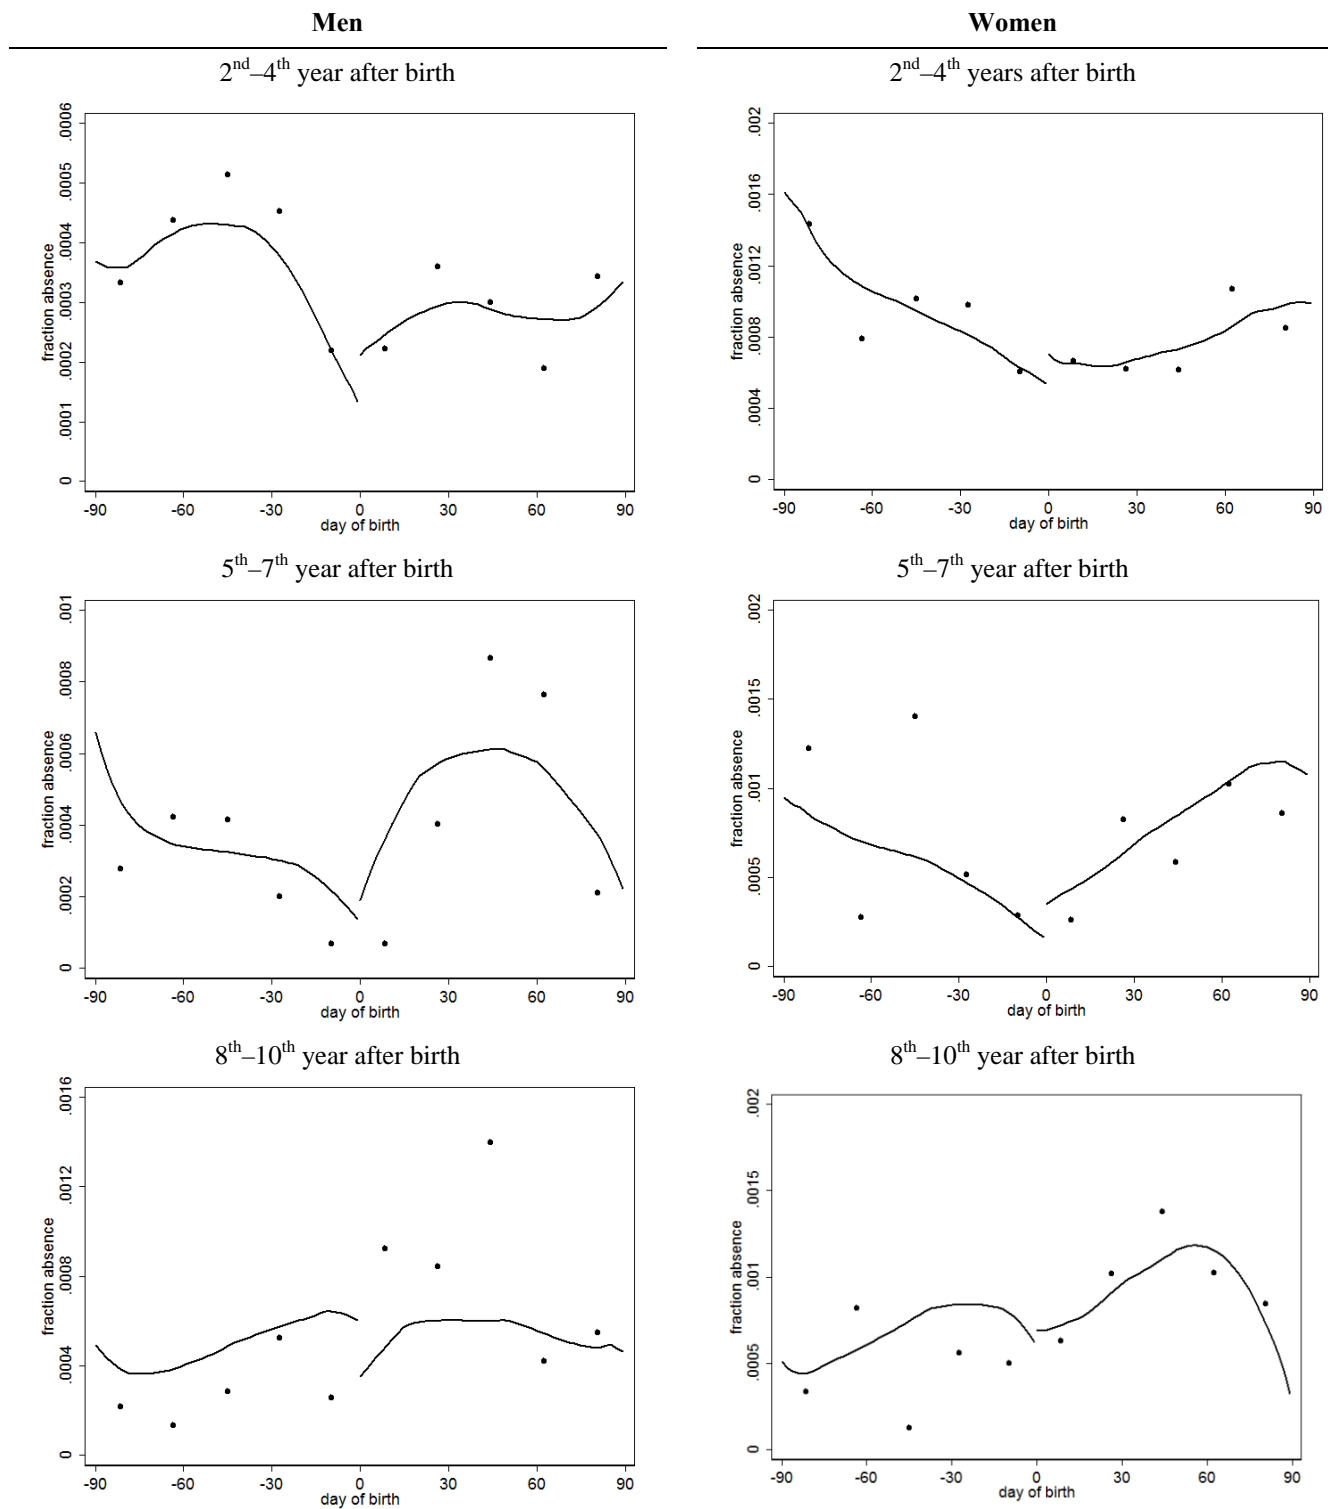 Men
Women
2nd–4th year after birth
2nd–4th years after birth
fraction absence
0 .0001 .0002 .0003 .0004 .0005 .0006
-90 -60 -30 0 30 60 90
day of birth
fraction absence
0 .0004 .0008 .0012 .0016 .002
-90 -60 -30 0 30 60 90
day of birth
5th–7th year after birth
5th–7th year after birth
fraction absence
0 .0002 .0004 .0006 .0008 .001
-90 -60 -30 0 30 60 90
day of birth
fraction absence
0 .0005 .001 .0015 .002
-90 -60 -30 0 30 60 90
day of birth
8th–10th year after birth
8th–10th year after birth
fraction absence
0 .0004 .0008 .0012 .0016
-90 -60 -30 0 30 60 90
day of birth
fraction absence
0 .0005 .001 .0015 .002
-90 -60 -30 0 30 60 90
day of birth